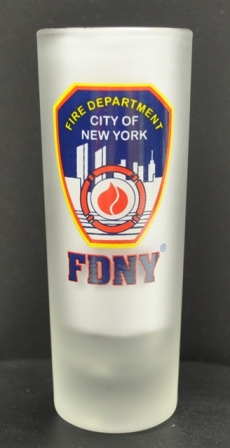 FIRE DEPARTMENT
CITY OF
NEW YORK
FDNY®